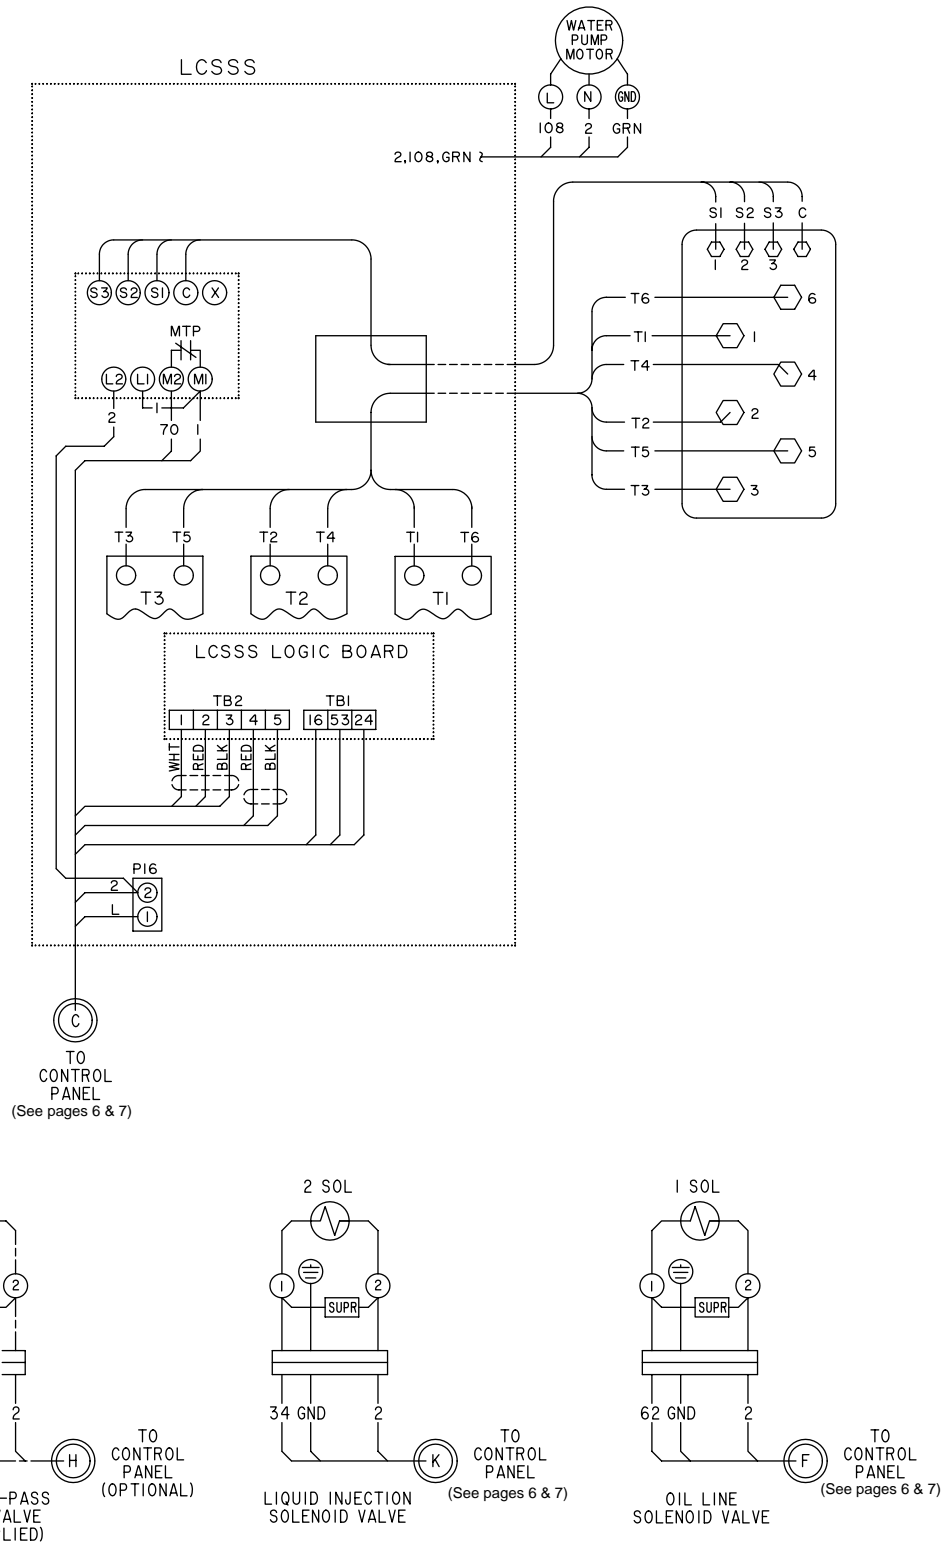 WATER
PUMP
MOTOR
LCSSS
L N GND
108 2 GRN
2,108,GRN
S1 S2 S3 C
1 2 3
S3 S2 S1 C X
T6 6
MTP
T1 1
T4 4
L2 L1 M2 M1
1
2 70 1
T2 2
T5 5
T3 3
T3 T5 T2 T4 T1 T6
T3 T2 T1
LCSSS LOGIC BOARD
TB2 TB1
1 2 3 4 5 16 53 24
WHT RED BLK RED BLK
P16
2 2
L 1
C
TO
CONTROL
PANEL
(See pages 6 & 7)
2 SOL 1 SOL
2 1 2 1 2
SUPR SUPR
2 34 GND 2 62 GND 2
H TO
CONTROL
PANEL
(OPTIONAL)
K TO
CONTROL
PANEL
(See pages 6 & 7)
F TO
CONTROL
PANEL
(See pages 6 & 7)
-PASS
ALVE
LIED)
LIQUID INJECTION
SOLENOID VALVE
OIL LINE
SOLENOID VALVE